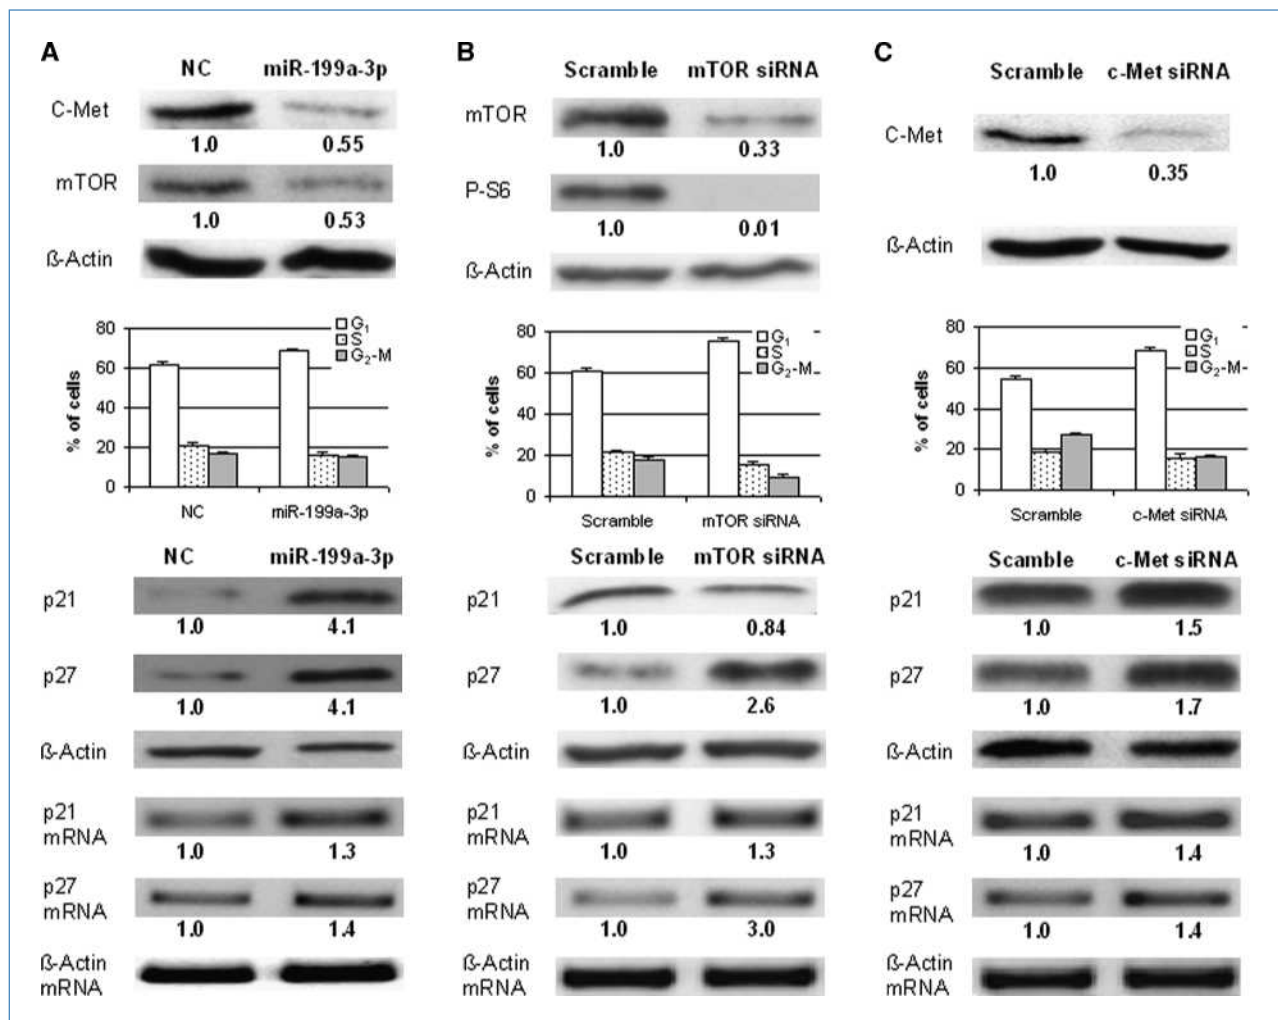 A
NC miR-199a-3p
C-Met
1.0 0.55
mTOR
1.0 0.53
ß-Actin
80
60
40
20
0
% of cells
G₁
S
G₂-M
NC miR-199a-3p
NC miR-199a-3p
p21
1.0 4.1
p27
1.0 4.1
ß-Actin
p21
mRNA
1.0 1.3
p27
mRNA
1.0 1.4
ß-Actin
mRNA
B
Scramble mTOR siRNA
mTOR
1.0 0.33
P-S6
1.0 0.01
ß-Actin
80
60
40
20
0
% of cells
G₁
S
G₂-M
Scramble mTOR siRNA
Scramble mTOR siRNA
p21
1.0 0.84
p27
1.0 2.6
ß-Actin
p21
mRNA
1.0 1.3
p27
mRNA
1.0 3.0
ß-Actin
mRNA
C
Scramble c-Met siRNA
C-Met
1.0 0.35
ß-Actin
80
60
40
20
0
% of cells
G₁
S
G₂-M
Scramble c-Met siRNA
Scamble c-Met siRNA
p21
1.0 1.5
p27
1.0 1.7
ß-Actin
p21
mRNA
1.0 1.4
p27
mRNA
1.0 1.4
ß-Actin
mRNA